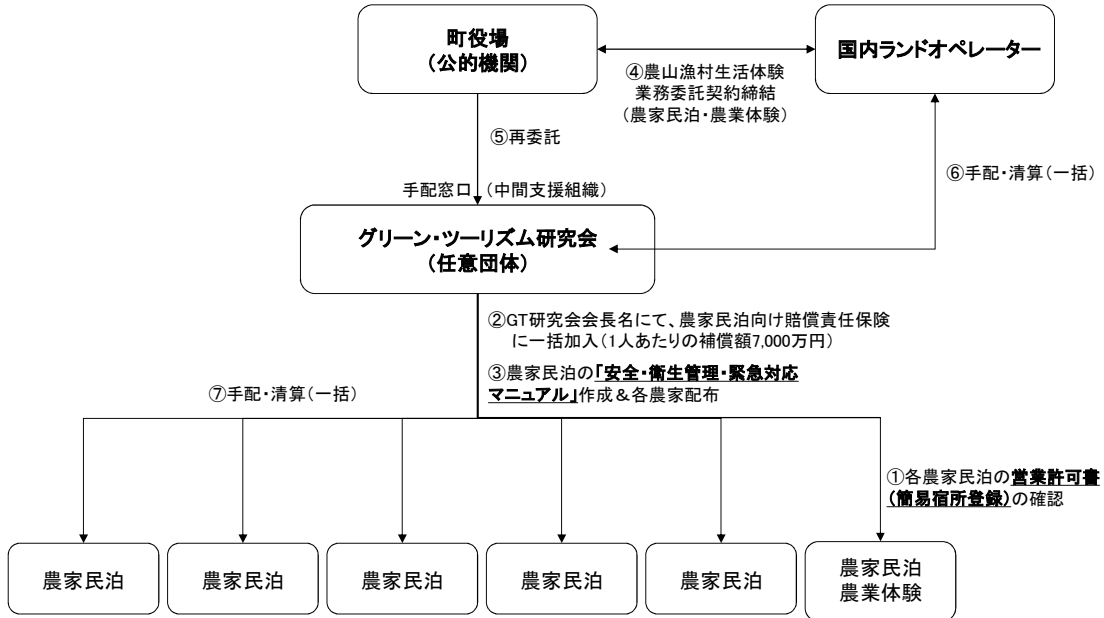 町役場
(公的機関)
国内ランドオペレーター
④農山漁村生活体験
業務委託契約締結
(農家民泊・農業体験)
⑤再委託
⑥手配・清算(一括)
手配窓口 (中間支援組織)
グリーン・ツーリズム研究会
(任意団体)
②GT研究会会長名にて、農家民泊向け賠償責任保険
に一括加入(1人あたりの補償額7,000万円)
③農家民泊の「安全・衛生管理・緊急対応
マニュアル」作成&各農家配布
⑦手配・清算(一括)
①各農家民泊の営業許可書
(簡易宿所登録)の確認
農家民泊
農家民泊
農家民泊
農家民泊
農家民泊
農家民泊
農業体験